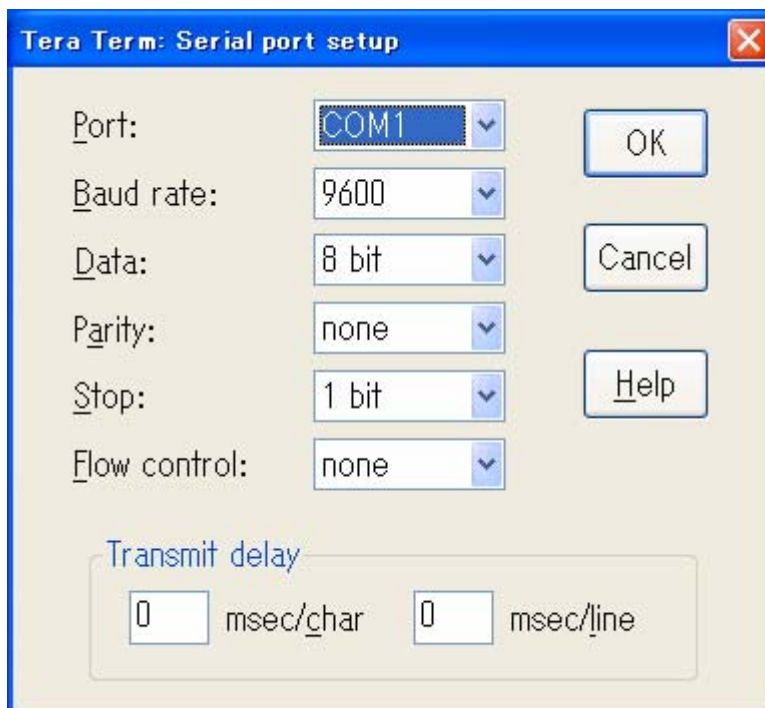 Tera Term: Serial port setup
Port: COM1
OK
Baud rate: 9600
Data: 8 bit
Cancel
Parity: none
Stop: 1 bit
Help
Flow control: none
Transmit delay
0 msec/char 0 msec/line